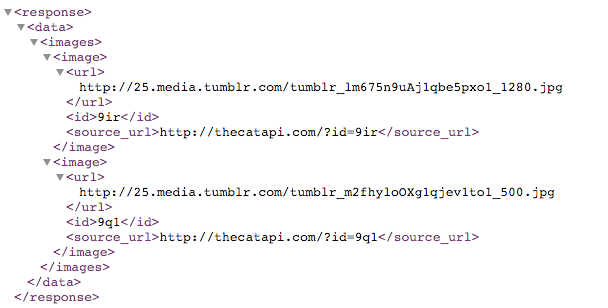 <response>
<data>
<images>
<image>
<url>
http://25.media.tumblr.com/tumblr_lm675n9uAj1qbe5pxo1_1280.jpg
</url>
<id>9ir</id>
<source_url>http://thecatapi.com/?id=9ir</source_url>
</image>
<image>
<url>
http://25.media.tumblr.com/tumblr_m2fhyloOXg1qjev1to1_500.jpg
</url>
<id>9q1</id>
<source_url>http://thecatapi.com/?id=9q1</source_url>
</image>
</images>
</data>
</response>